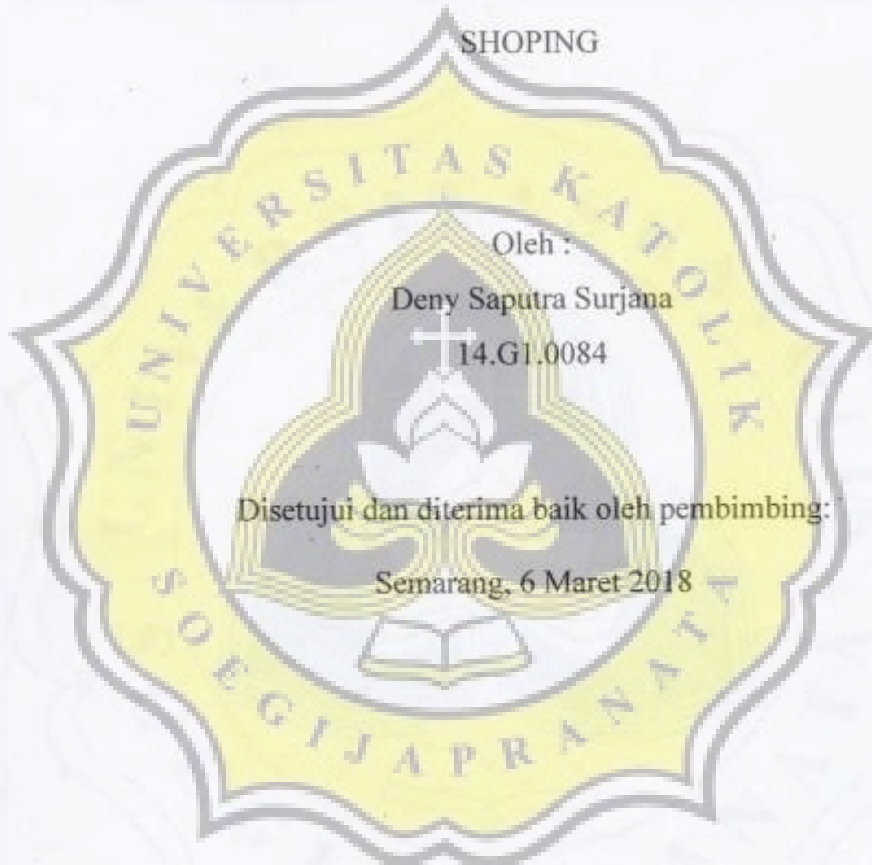 SHOPING
UNIVERSITAS KATOLIK
Oleh :
Deny Saputra Surjana
14.G1.0084
Disetujui dan diterima baik oleh pembimbing:
Semarang, 6 Maret 2018
SOEGIJAPRANATA